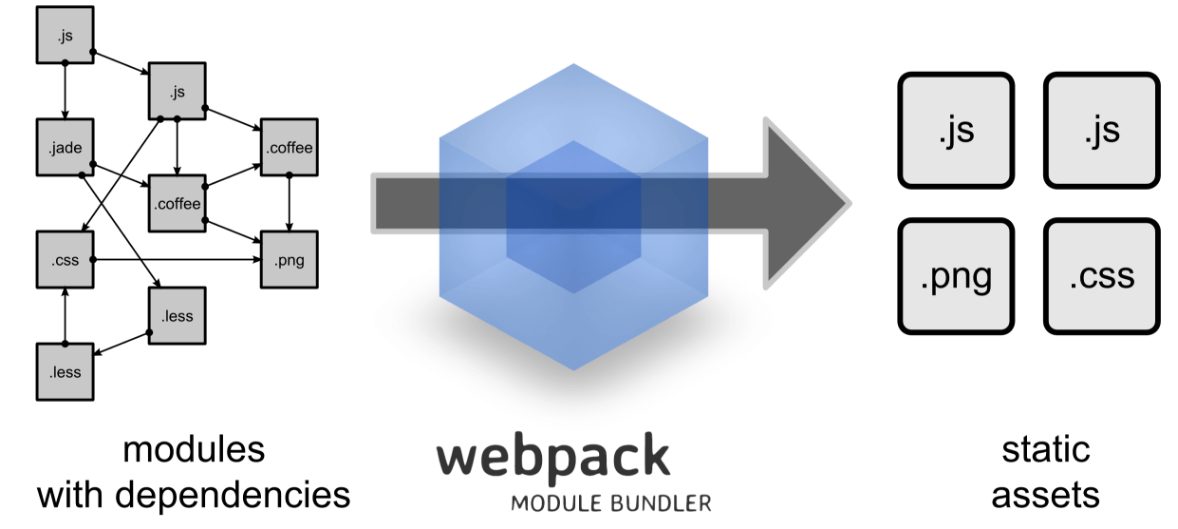 .js
.js
.jade
.coffee
.coffee
.css
.png
.less
.less
modules
with dependencies
webpack
MODULE BUNDLER
.js
.js
.png
.css
static
assets